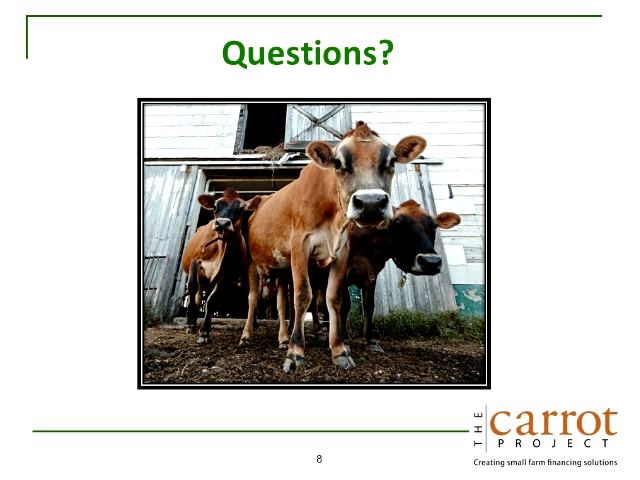 Questions?
THE
carrot
PROJECT
Creating small farm financing solutions
8